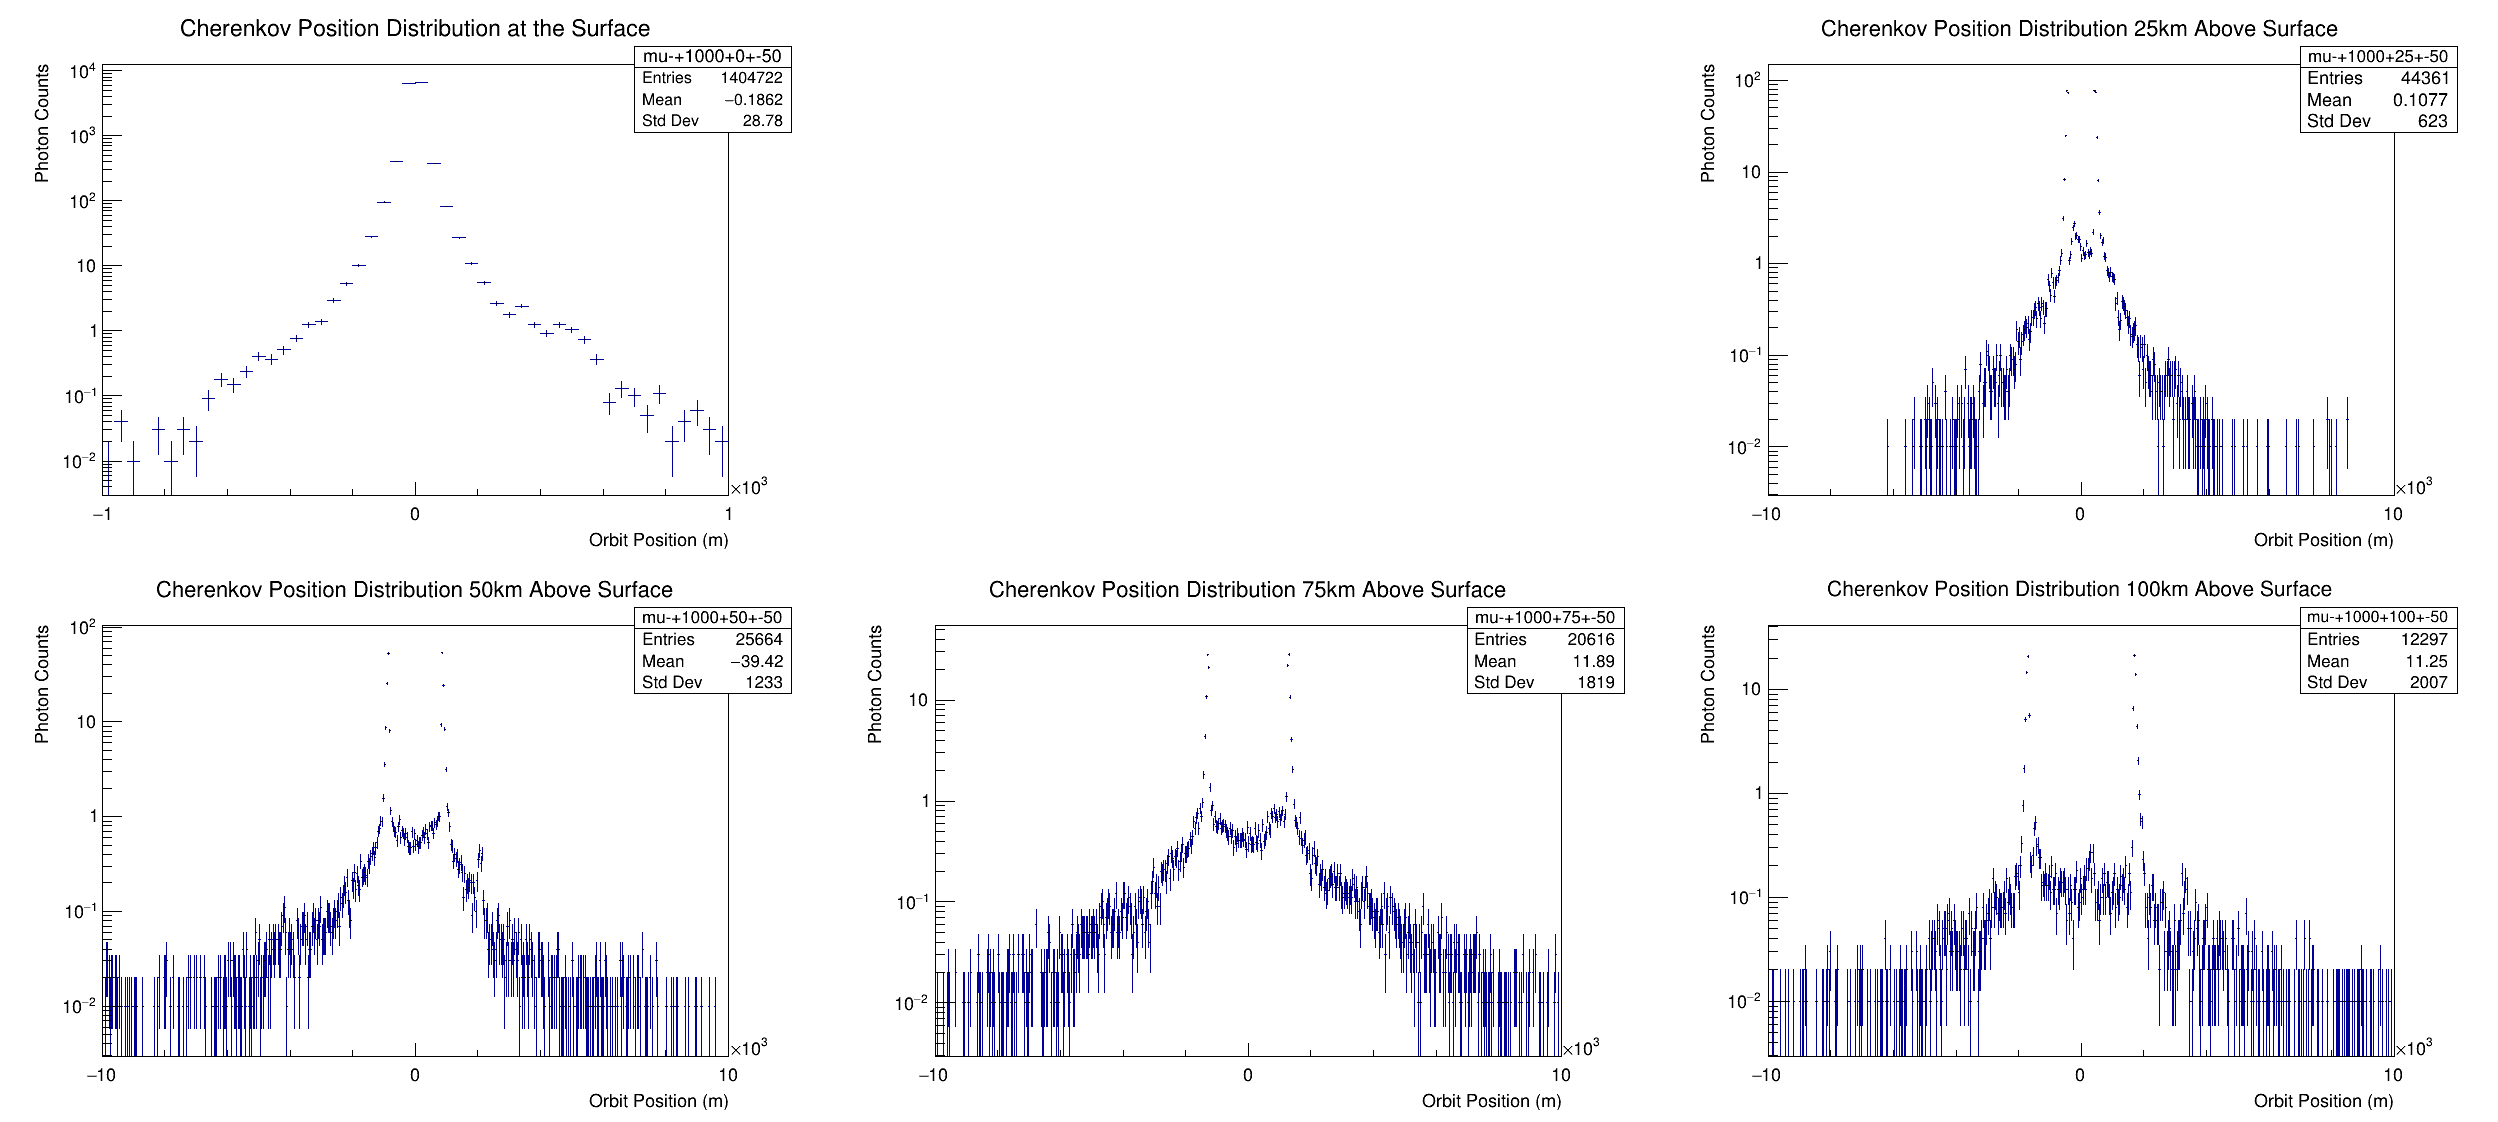 Cherenkov Position Distribution at the Surface
mu-+1000+0+-50
Entries 1404722
Mean −0.1862
Std Dev 28.78
Photon Counts
10^4
10^3
10^2
10
1
10^−1
10^−2
−1 0 1
×10^3
Orbit Position (m)
Cherenkov Position Distribution 25km Above Surface
mu-+1000+25+-50
Entries 44361
Mean 0.1077
Std Dev 623
Photon Counts
10^2
10
1
10^−1
10^−2
−10 0 10
×10^3
Orbit Position (m)
Cherenkov Position Distribution 50km Above Surface
mu-+1000+50+-50
Entries 25664
Mean −39.42
Std Dev 1233
Photon Counts
10^2
10
1
10^−1
10^−2
−10 0 10
×10^3
Orbit Position (m)
Cherenkov Position Distribution 75km Above Surface
mu-+1000+75+-50
Entries 20616
Mean 11.89
Std Dev 1819
Photon Counts
10
1
10^−1
10^−2
−10 0 10
×10^3
Orbit Position (m)
Cherenkov Position Distribution 100km Above Surface
mu-+1000+100+-50
Entries 12297
Mean 11.25
Std Dev 2007
Photon Counts
10
1
10^−1
10^−2
−10 0 10
×10^3
Orbit Position (m)